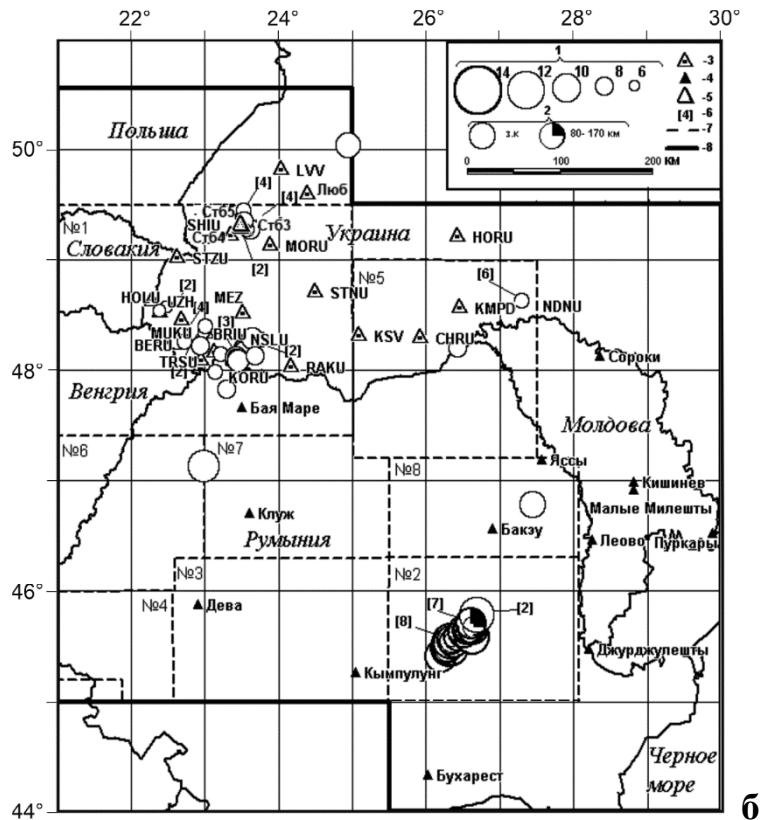 22° 24° 26° 28° 30°
1
14 12 10 8 6
2
з.к 80- 170 км
0 100 200 КМ
-3
-4
-5
[4] -6
-7
-8
50°
Польша
LVV
[4]
Люб
[4]
Ст65
SHIU
Ст63
Ст64
MORU
Украина
HORU
№1
Словакия
STZU
[2]
№5
[6]
HOLU
[2]
UZH
[4]
MEZ
STNU
KMPD
NDNU
MUKU
[3]
BERU
BRIU
NSLU
KSV
CHRU
[2]
TRSU
Сороки
48°
[2]
KORU
RAKU
Венгрия
Бая Маре
Молдова
№6
№7
№8
Яссы
Кишинев
Малые Милешты
Клуж
Румыния
Бакэу
Леово
Пуркары
46°
№3
№2
№4
Дева
[7]
[2]
[8]
Джурджулешты
Кымпулунг
Черное
море
Бухарест
44°
б